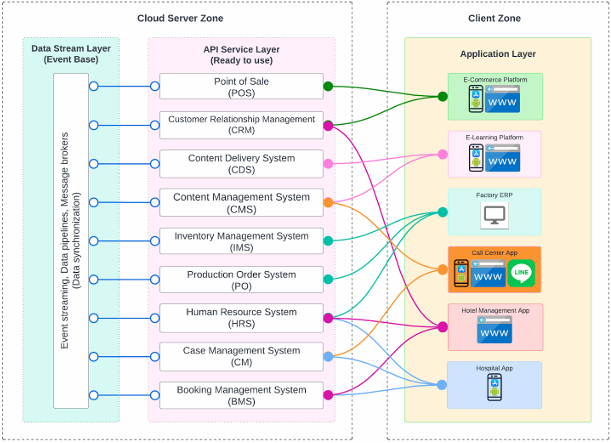 Cloud Server Zone
Client Zone
Data Stream Layer
(Event Base)
API Service Layer
(Ready to use)
Application Layer
Event streaming, Data pipelines, Message brokers
(Data synchronization)
Point of Sale
(POS)
Customer Relationship Management
(CRM)
Content Delivery System
(CDS)
Content Management System
(CMS)
Inventory Management System
(IMS)
Production Order System
(PO)
Human Resource System
(HRS)
Case Management System
(CM)
Booking Management System
(BMS)
E-Commerce Platform
WWW
E-Learning Platform
WWW
Factory ERP
Call Center App
WWW
LINE
Hotel Management App
WWW
Hospital App